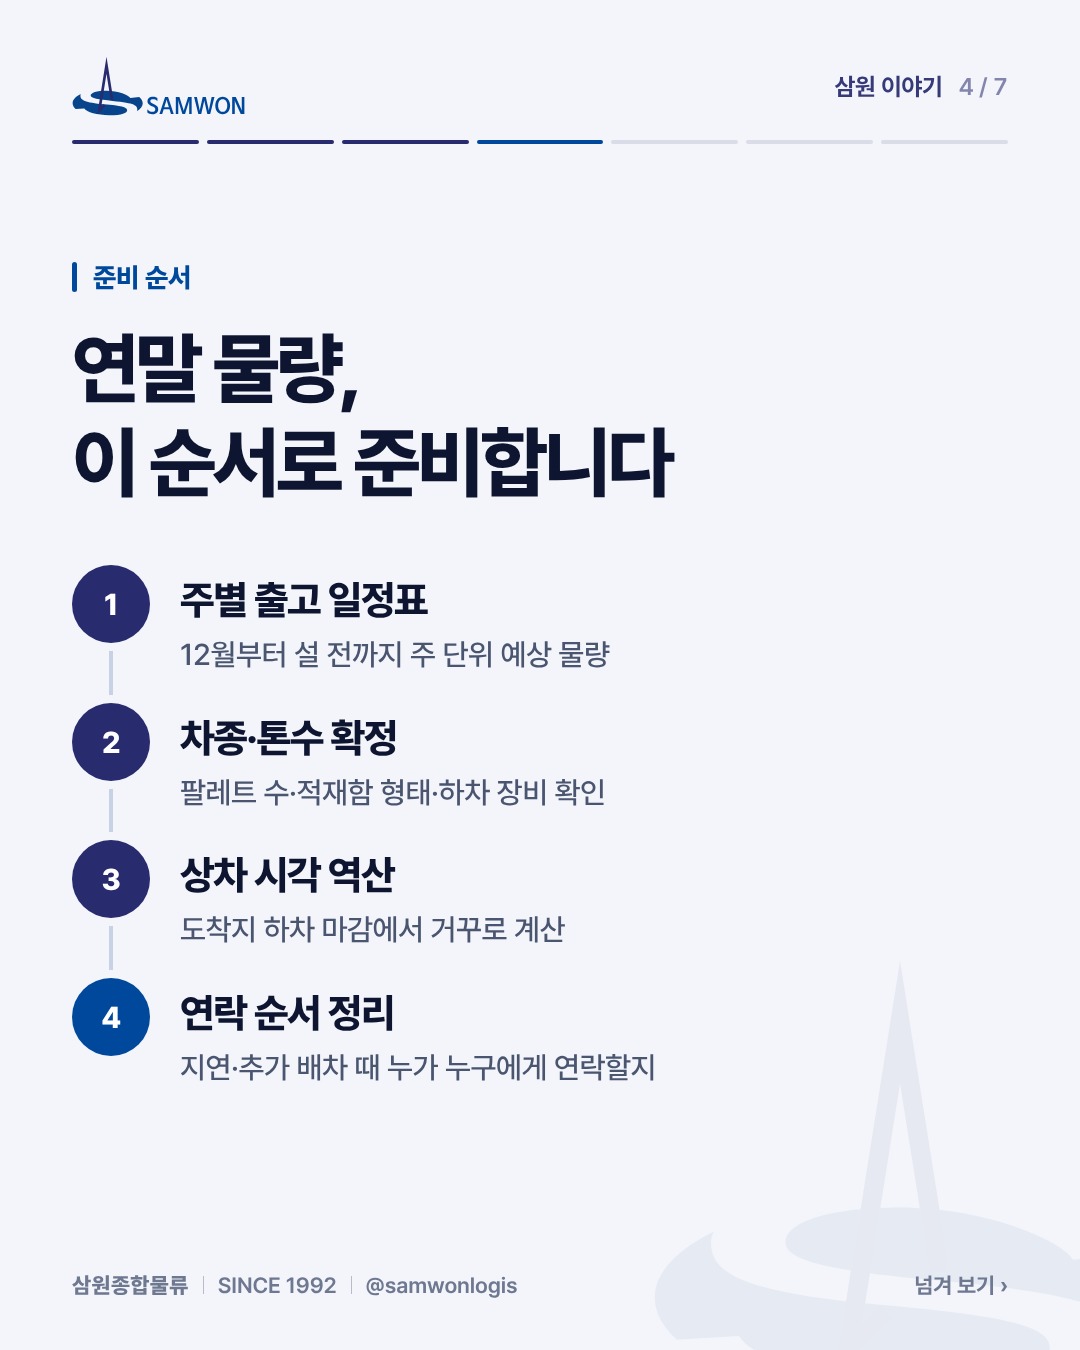 SAMWON
삼원 이야기 4 / 7
준비 순서
연말 물량,
이 순서로 준비합니다
1
주별 출고 일정표
12월부터 설 전까지 주 단위 예상 물량
2
차종·톤수 확정
팔레트 수·적재함 형태·하차 장비 확인
3
상차 시각 역산
도착지 하차 마감에서 거꾸로 계산
4
연락 순서 정리
지연·추가 배차 때 누가 누구에게 연락할지
삼원종합물류 | SINCE 1992 | @samwonlogis
넘겨 보기 ›